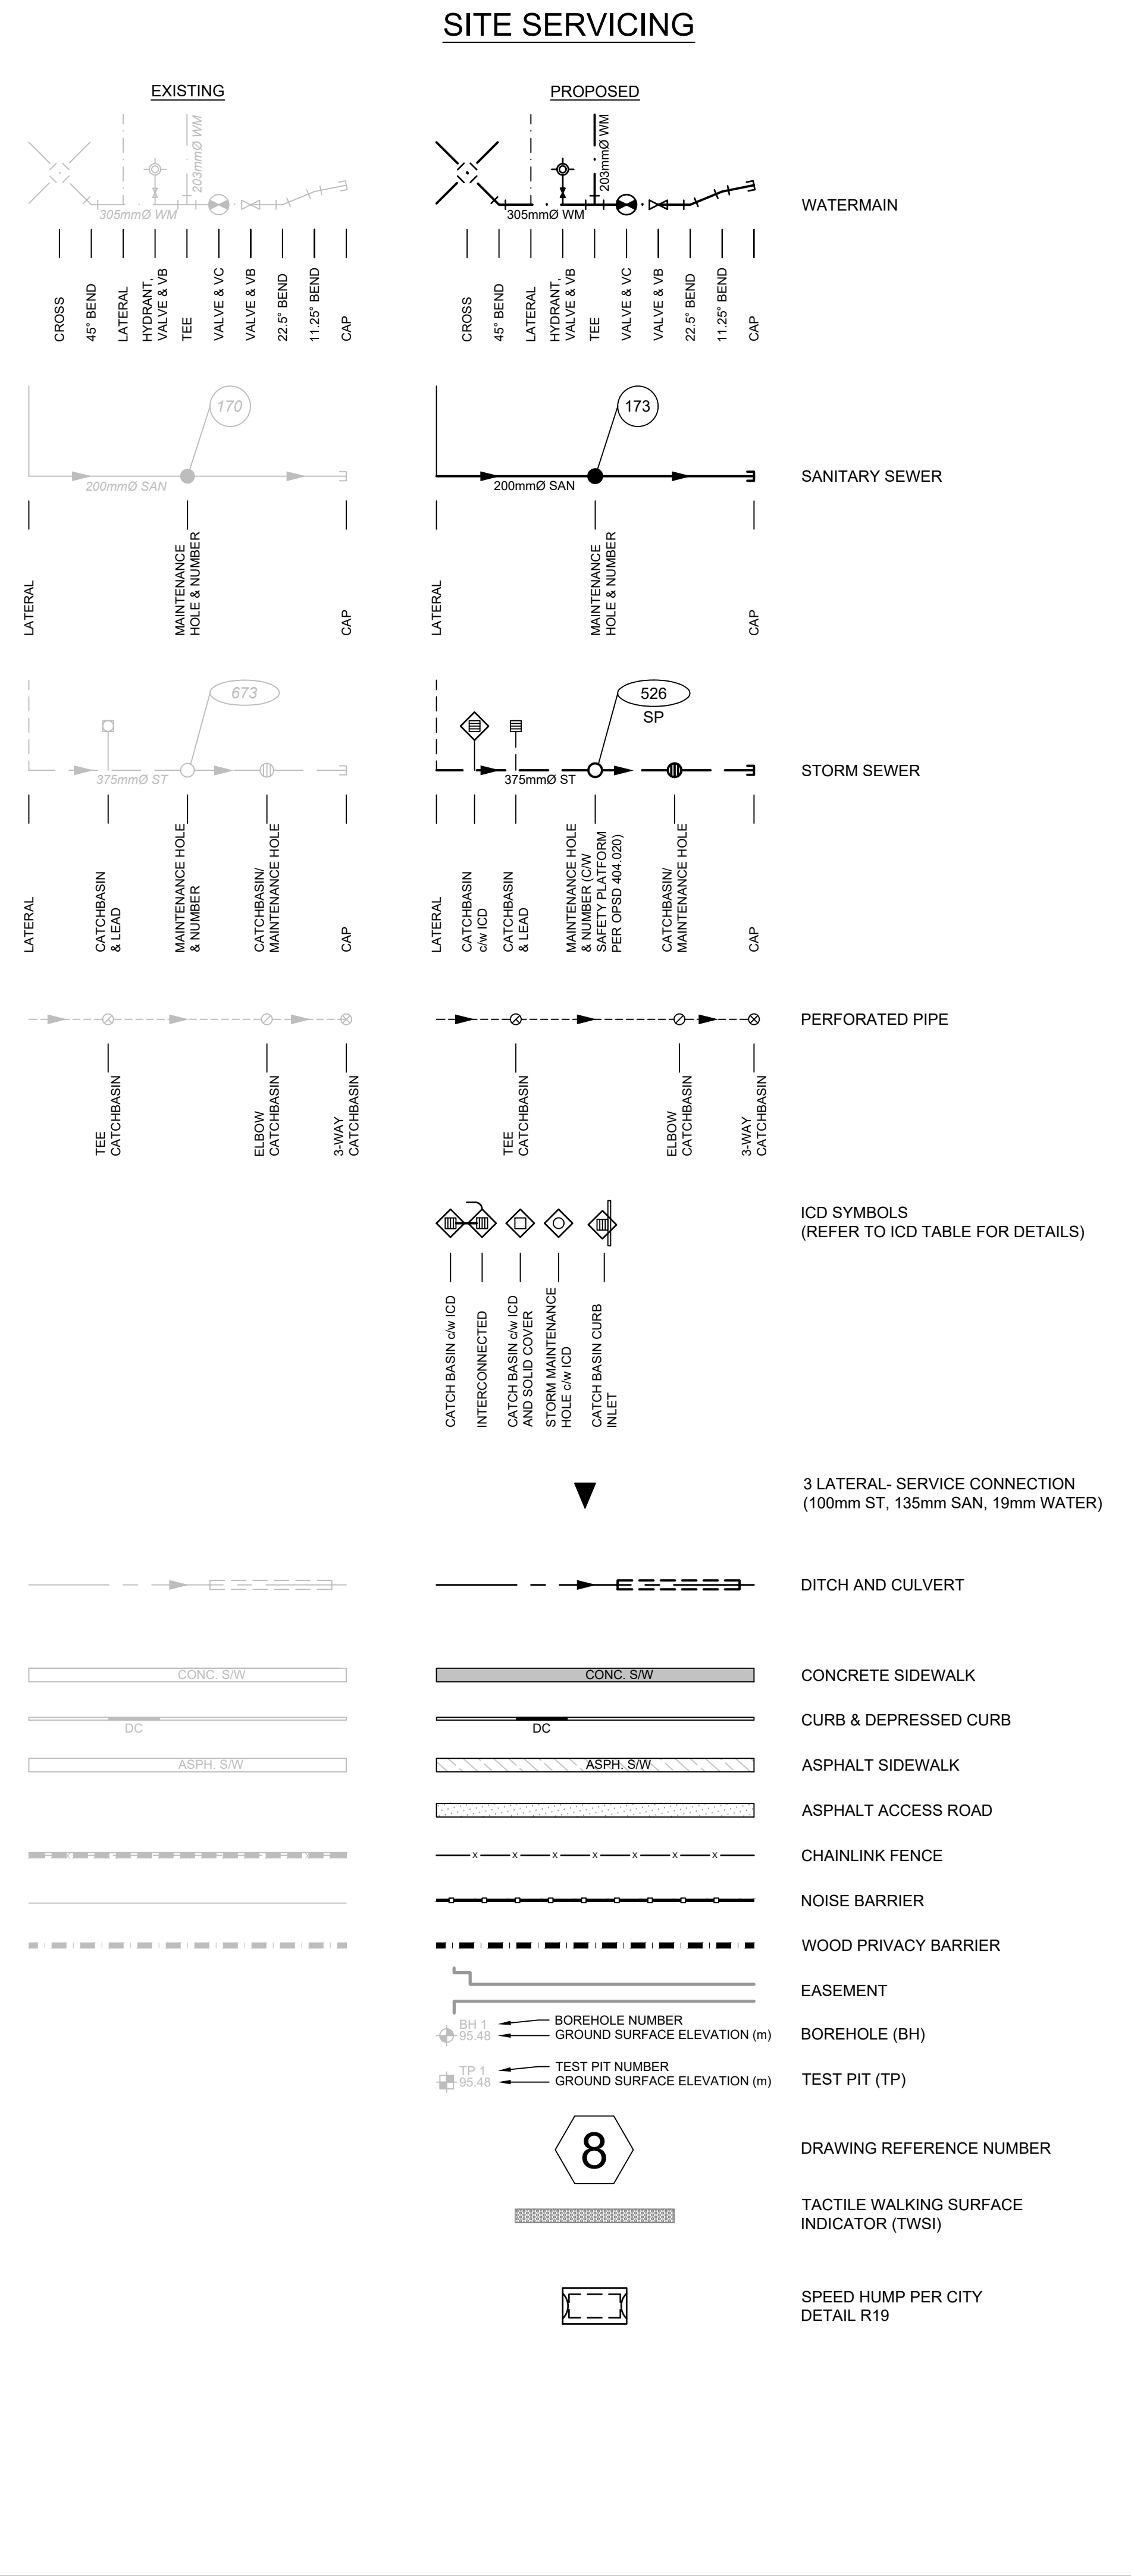 SITE SERVICING
EXISTING
PROPOSED
203mmØ WM
305mmØ WM
203mmØ WM
305mmØ WM
WATERMAIN
CROSS
45° BEND
LATERAL
HYDRANT,
VALVE & VB
TEE
VALVE & VC
VALVE & VB
22.5° BEND
11.25° BEND
CAP
CROSS
45° BEND
LATERAL
HYDRANT,
VALVE & VB
TEE
VALVE & VC
VALVE & VB
22.5° BEND
11.25° BEND
CAP
170
200mmØ SAN
173
200mmØ SAN
SANITARY SEWER
LATERAL
MAINTENANCE
HOLE & NUMBER
CAP
LATERAL
MAINTENANCE
HOLE & NUMBER
CAP
673
375mmØ ST
526
SP
375mmØ ST
STORM SEWER
LATERAL
CATCHBASIN
& LEAD
MAINTENANCE HOLE
& NUMBER
CATCHBASIN/
MAINTENANCE HOLE
CAP
LATERAL
CATCHBASIN
c/w ICD
CATCHBASIN
& LEAD
MAINTENANCE HOLE
& NUMBER (C/W
SAFETY PLATFORM
PER OPSD 404.020)
CATCHBASIN/
MAINTENANCE HOLE
CAP
PERFORATED PIPE
TEE
CATCHBASIN
ELBOW
CATCHBASIN
3-WAY
CATCHBASIN
TEE
CATCHBASIN
ELBOW
CATCHBASIN
3-WAY
CATCHBASIN
ICD SYMBOLS
(REFER TO ICD TABLE FOR DETAILS)
CATCH BASIN c/w ICD
INTERCONNECTED
CATCH BASIN c/w ICD
AND SOLID COVER
STORM MAINTENANCE
HOLE c/w ICD
CATCH BASIN CURB
INLET
3 LATERAL- SERVICE CONNECTION
(100mm ST, 135mm SAN, 19mm WATER)
DITCH AND CULVERT
CONC. S/W
CONC. S/W
CONCRETE SIDEWALK
DC
DC
CURB & DEPRESSED CURB
ASPH. S/W
ASPH. S/W
ASPHALT SIDEWALK
ASPHALT ACCESS ROAD
x x x x x x x
CHAINLINK FENCE
NOISE BARRIER
WOOD PRIVACY BARRIER
EASEMENT
BH 1
95.48
BOREHOLE NUMBER
GROUND SURFACE ELEVATION (m)
BOREHOLE (BH)
TP 1
95.48
TEST PIT NUMBER
GROUND SURFACE ELEVATION (m)
TEST PIT (TP)
8
DRAWING REFERENCE NUMBER
TACTILE WALKING SURFACE
INDICATOR (TWSI)
SPEED HUMP PER CITY
DETAIL R19